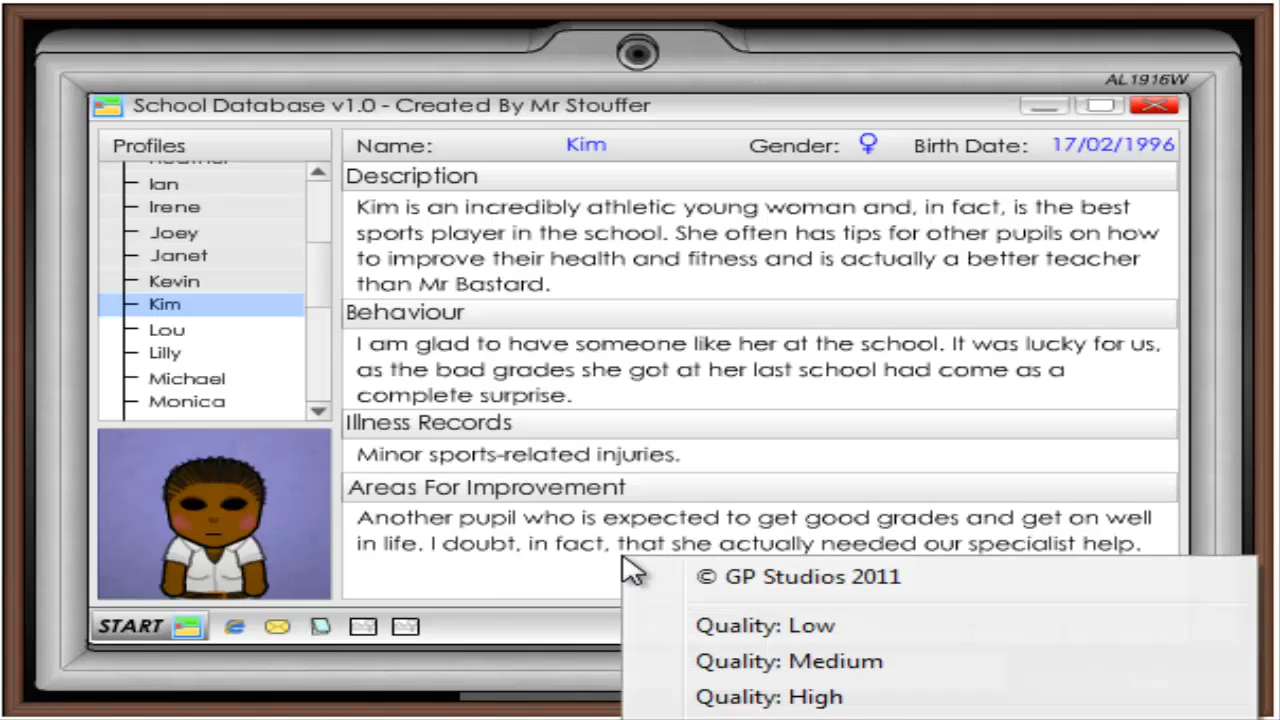 AL1916W
School Database v1.0 - Created By Mr Stouffer
Profiles
Ian
Irene
Joey
Janet
Kevin
Kim
Lou
Lilly
Michael
Monica
Name: Kim Gender: ♀ Birth Date: 17/02/1996
Description
Kim is an incredibly athletic young woman and, in fact, is the best
sports player in the school. She often has tips for other pupils on how
to improve their health and fitness and is actually a better teacher
than Mr Bastard.
Behaviour
I am glad to have someone like her at the school. It was lucky for us,
as the bad grades she got at her last school had come as a
complete surprise.
Illness Records
Minor sports-related injuries.
Areas For Improvement
Another pupil who is expected to get good grades and get on well
in life. I doubt, in fact, that she actually needed our specialist help.
© GP Studios 2011
Quality: Low
Quality: Medium
Quality: High
START